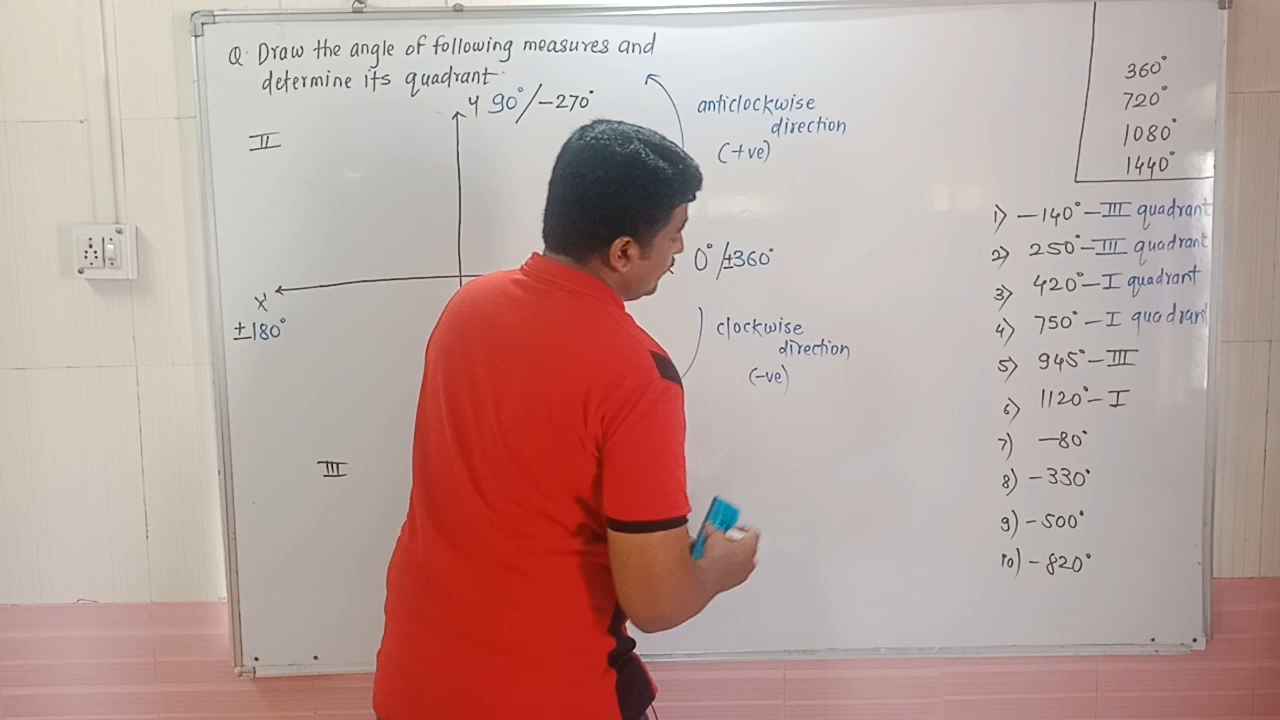 Q. Draw the angle of following measures and
determine its quadrant.
Y 90°/-270°
II
anticlockwise
direction
(+ve)
0°/±360°
X'
±180°
clockwise
direction
(-ve)
III
360°
720°
1080°
1440°
1) -140° - III quadrant
2) 250° - III quadrant
3) 420° - I quadrant
4) 750° - I quadrant
5) 945° - III
6) 1120° - I
7) -80°
8) -330°
9) -500°
10) -820°